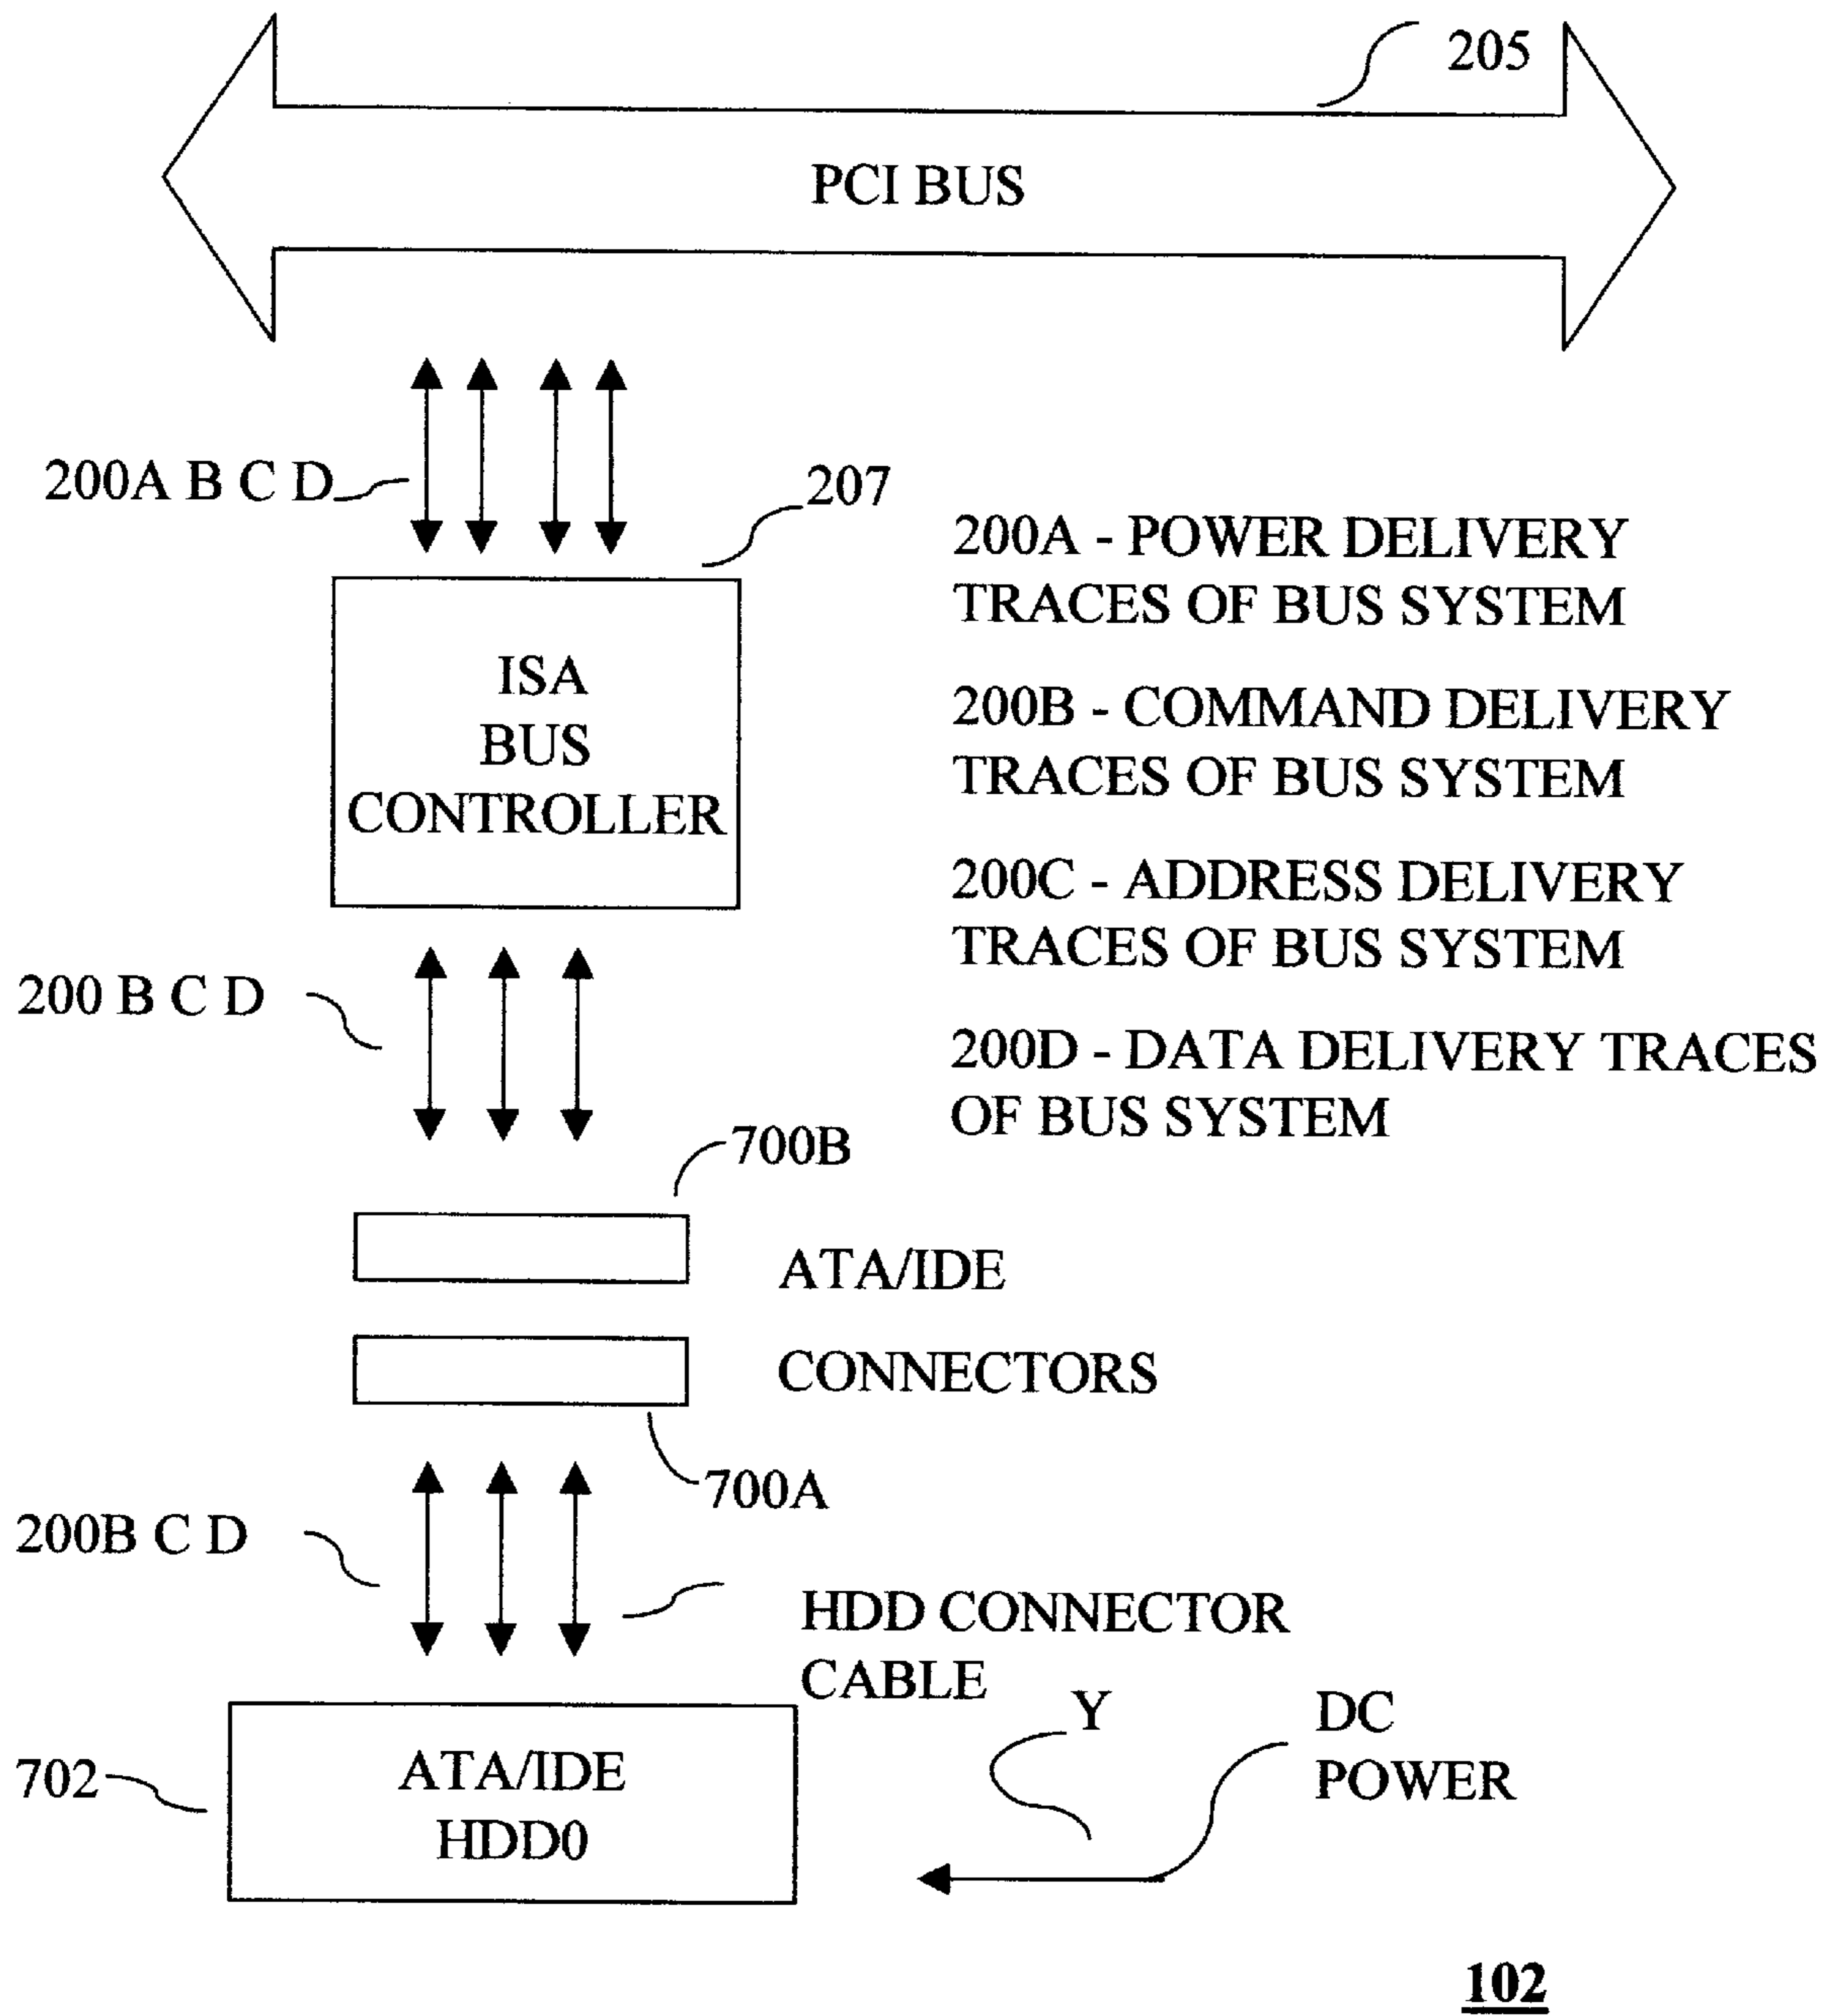 205
PCI BUS
200A B C D
207
ISA
BUS
CONTROLLER
200A - POWER DELIVERY
TRACES OF BUS SYSTEM
200B - COMMAND DELIVERY
TRACES OF BUS SYSTEM
200C - ADDRESS DELIVERY
TRACES OF BUS SYSTEM
200D - DATA DELIVERY TRACES
OF BUS SYSTEM
200 B C D
700B
ATA/IDE
CONNECTORS
700A
200B C D
HDD CONNECTOR
CABLE
Y
DC
POWER
702
ATA/IDE
HDD0
102